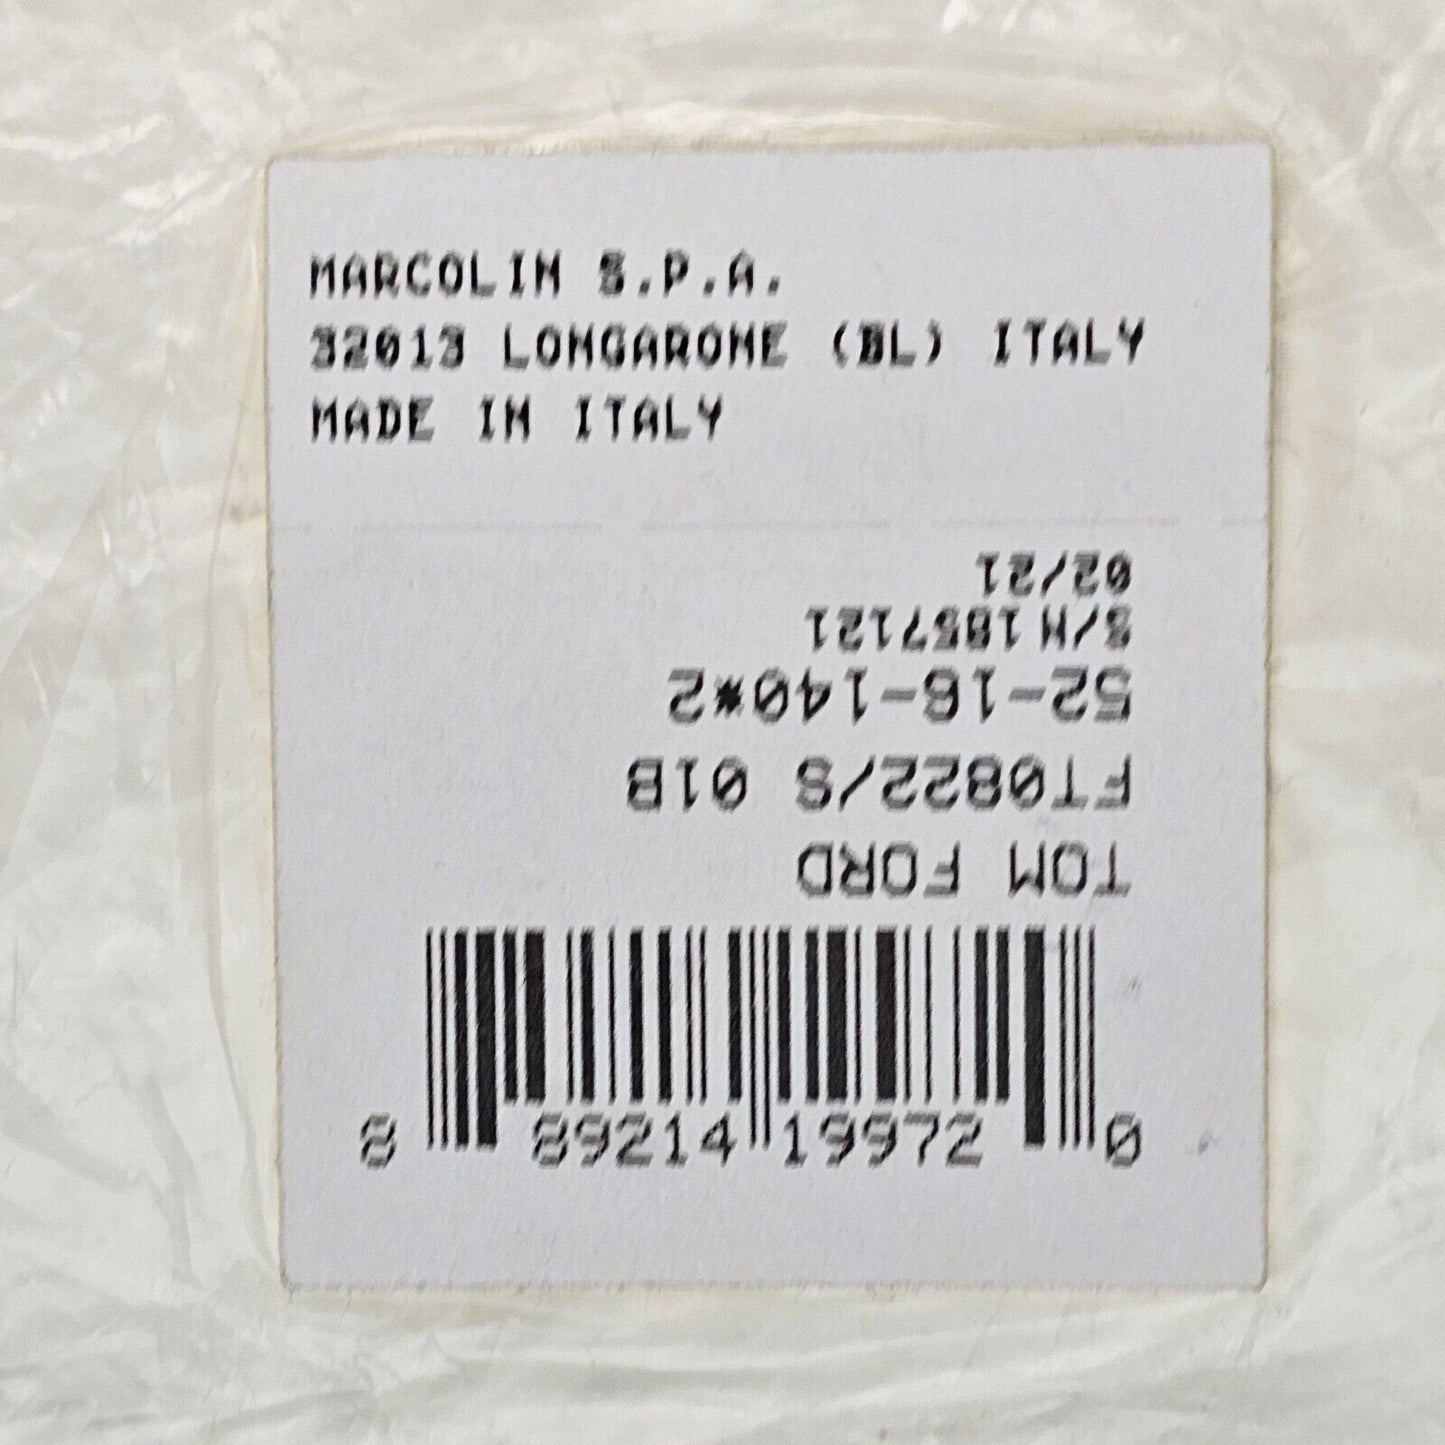 MARCOLIN S.P.A.
32013 LONGARONE (BL) ITALY
MADE IN ITALY
TOM FORD
FT0822/S 01B
52-18-140*2
S/N 1857121
02/21
8 89214 19972 0